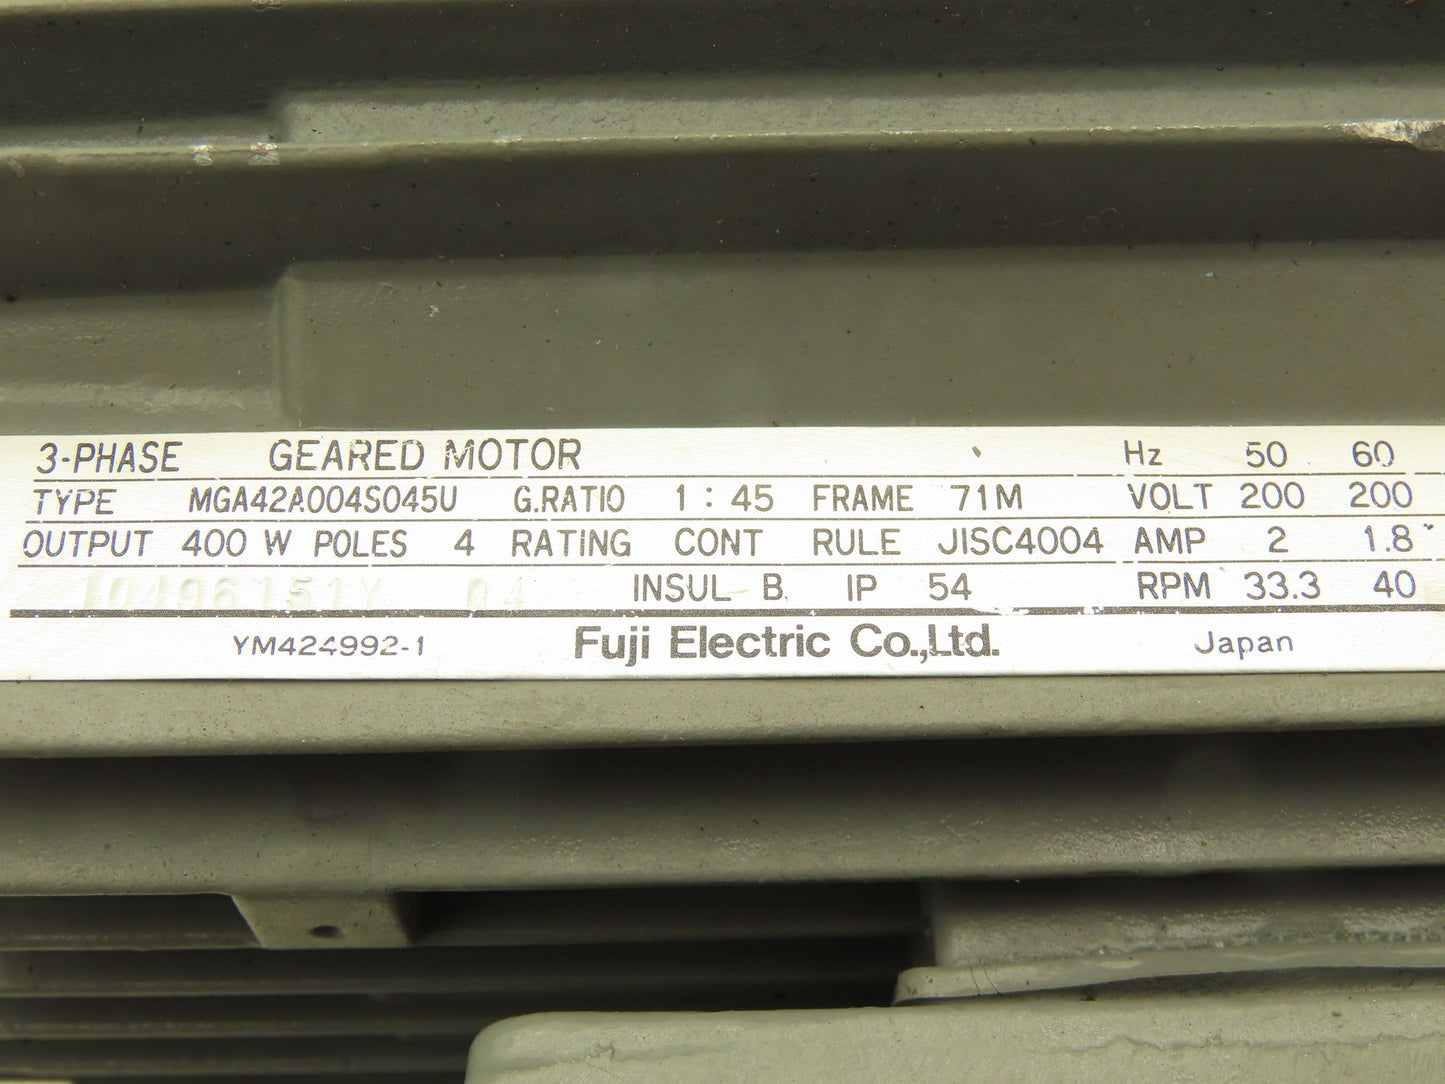 3-PHASE GEARED MOTOR Hz 50 60
TYPE MGA42A004S045U G.RATIO 1:45 FRAME 71M VOLT 200 200
OUTPUT 400 W POLES 4 RATING CONT RULE JISC4004 AMP 2 1.8
04 INSUL B. IP 54 RPM 33.3 40
YM424992-1 Fuji Electric Co.,Ltd. Japan